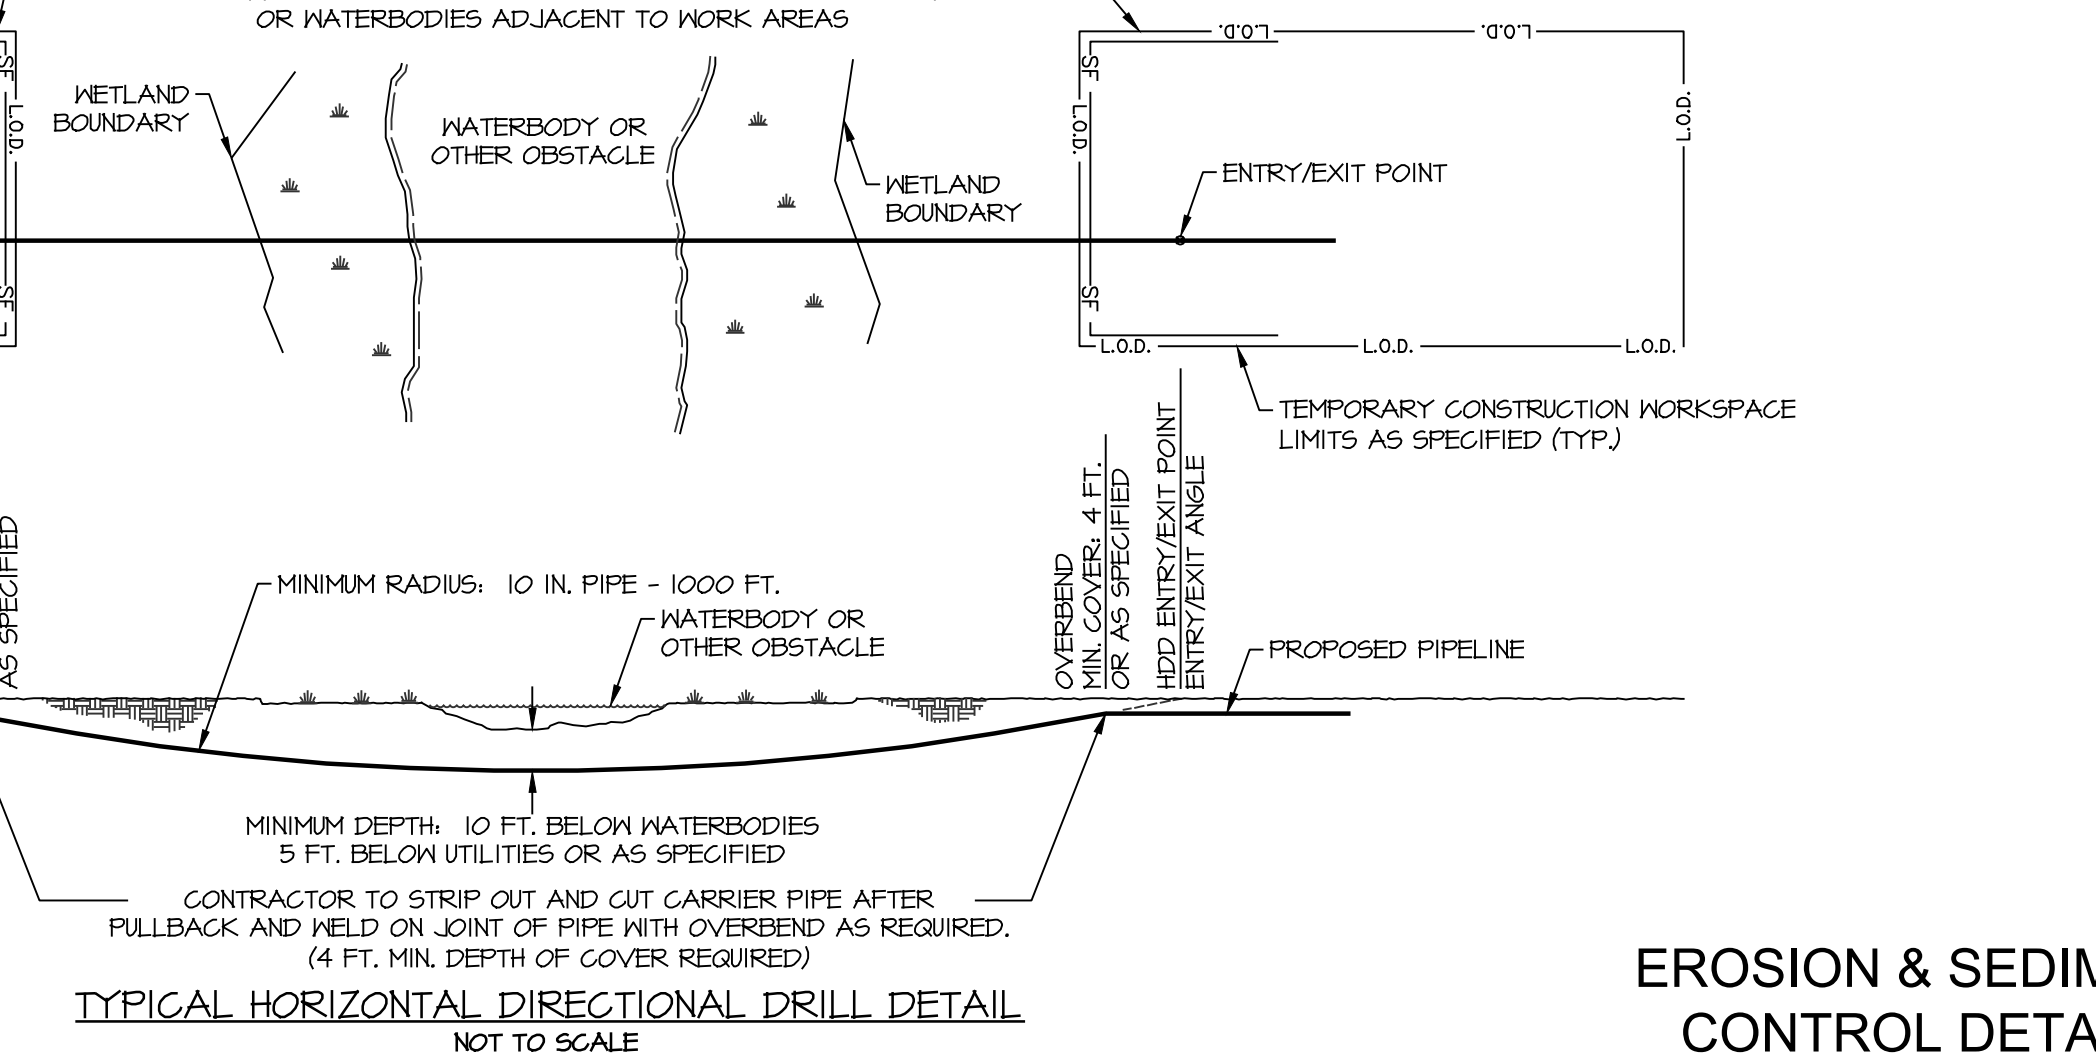 OR WATERBODIES ADJACENT TO WORK AREAS
SF
L.O.D.
SF
WETLAND
BOUNDARY
WATERBODY OR
OTHER OBSTACLE
WETLAND
BOUNDARY
L.O.D.
L.O.D.
SF
L.O.D.
L.O.D.
ENTRY/EXIT POINT
SF
L.O.D.
L.O.D.
L.O.D.
TEMPORARY CONSTRUCTION WORKSPACE
LIMITS AS SPECIFIED (TYP.)
AS SPECIFIED
MINIMUM RADIUS: 10 IN. PIPE - 1000 FT.
WATERBODY OR
OTHER OBSTACLE
OVERBEND
MIN. COVER: 4 FT.
OR AS SPECIFIED
HDD ENTRY/EXIT POINT
ENTRY/EXIT ANGLE
PROPOSED PIPELINE
MINIMUM DEPTH: 10 FT. BELOW WATERBODIES
5 FT. BELOW UTILITIES OR AS SPECIFIED
CONTRACTOR TO STRIP OUT AND CUT CARRIER PIPE AFTER
PULLBACK AND WELD ON JOINT OF PIPE WITH OVERBEND AS REQUIRED.
(4 FT. MIN. DEPTH OF COVER REQUIRED)
TYPICAL HORIZONTAL DIRECTIONAL DRILL DETAIL
NOT TO SCALE
EROSION & SEDIM
CONTROL DETA